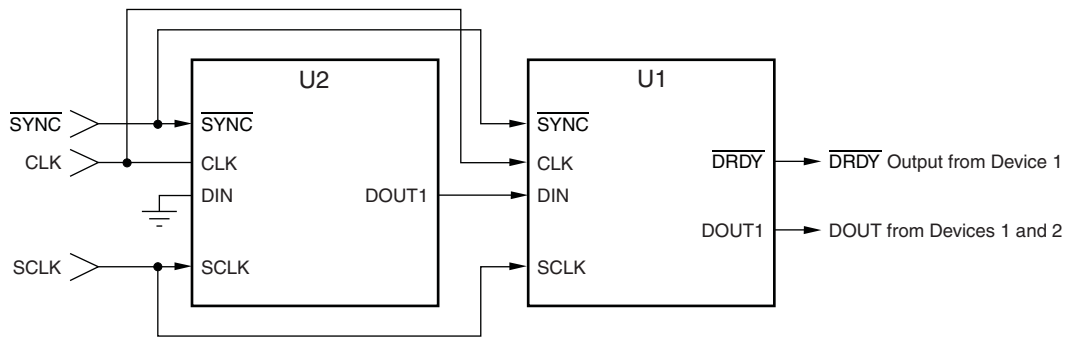 U2
U1
SYNC
SYNC
SYNC
CLK
CLK
CLK
DRDY
DRDY Output from Device 1
DIN
DOUT1
DIN
DOUT1
DOUT from Devices 1 and 2
SCLK
SCLK
SCLK